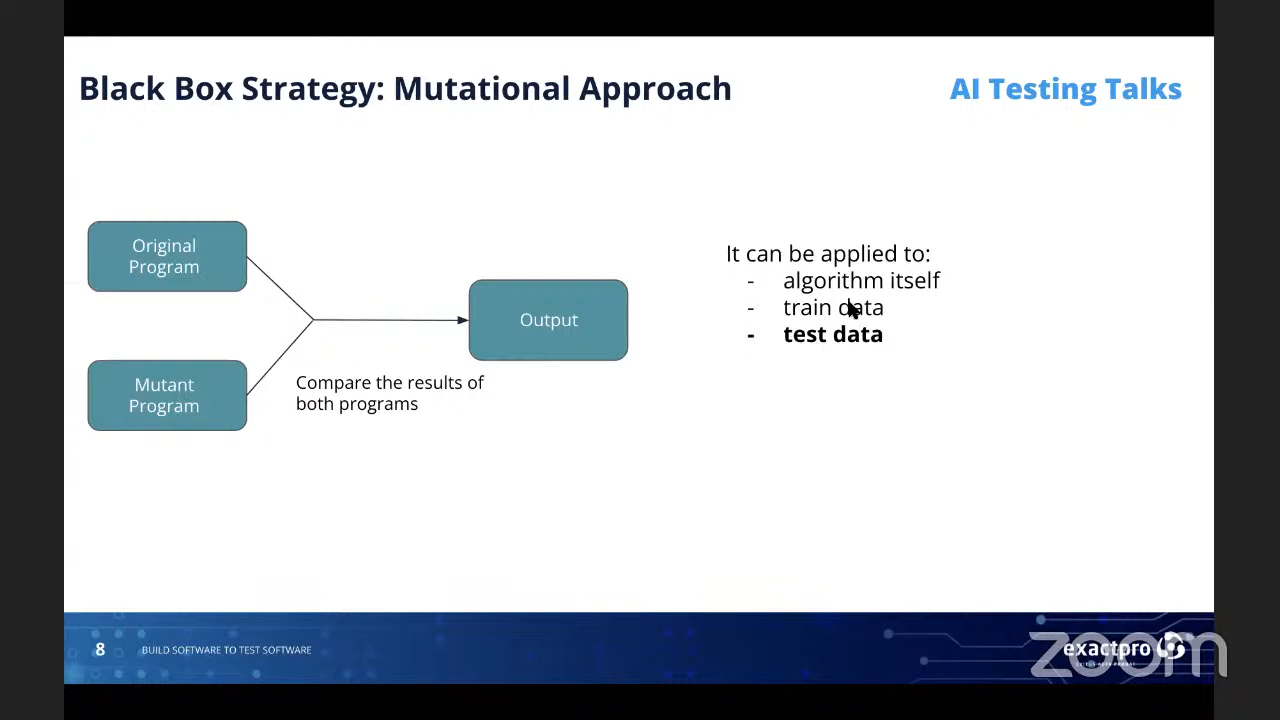 Black Box Strategy: Mutational Approach
AI Testing Talks
Original
Program
Mutant
Program
Output
Compare the results of
both programs
It can be applied to:
- algorithm itself
- train data
- test data
8
BUILD SOFTWARE TO TEST SOFTWARE
exactpro
zoom